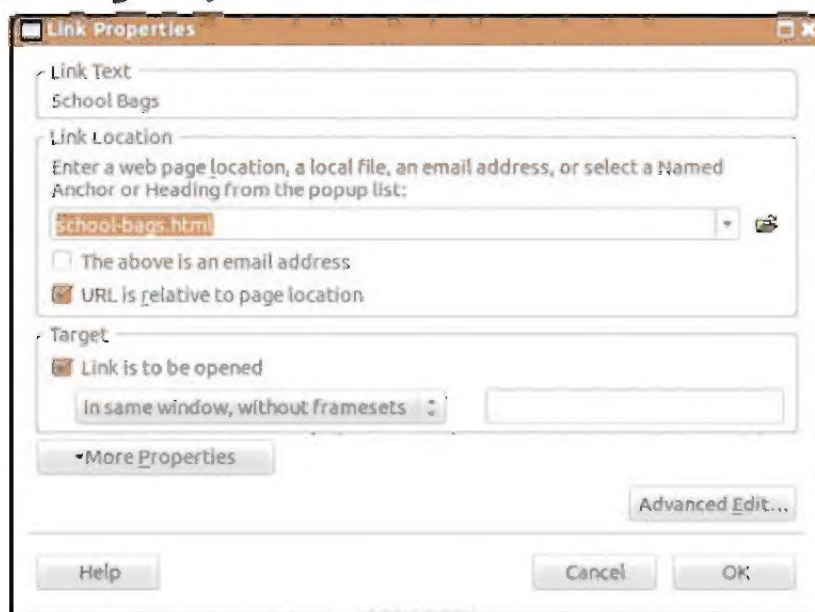 Link Properties
Link Text
School Bags
Link Location
Enter a web page location, a local file, an email address, or select a Named
Anchor or Heading from the popup list:
school-bags.html
The above is an email address
URL is relative to page location
Target
Link is to be opened
in same window, without framesets
More Properties
Advanced Edit...
Help
Cancel
OK